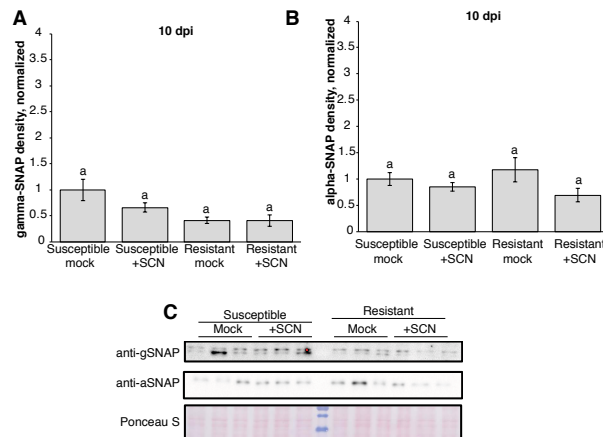 A
10 dpi
gamma-SNAP density, normalized
4
3.5
3
2.5
2
1.5
1
0.5
0
a
a
a
a
Susceptible mock
Susceptible +SCN
Resistant mock
Resistant +SCN
B
10 dpi
alpha-SNAP density, normalized
4
3.5
3
2.5
2
1.5
1
0.5
0
a
a
a
a
Susceptible mock
Susceptible +SCN
Resistant mock
Resistant +SCN
C
Susceptible
Resistant
Mock
+SCN
Mock
+SCN
anti-gSNAP
anti-aSNAP
Ponceau S